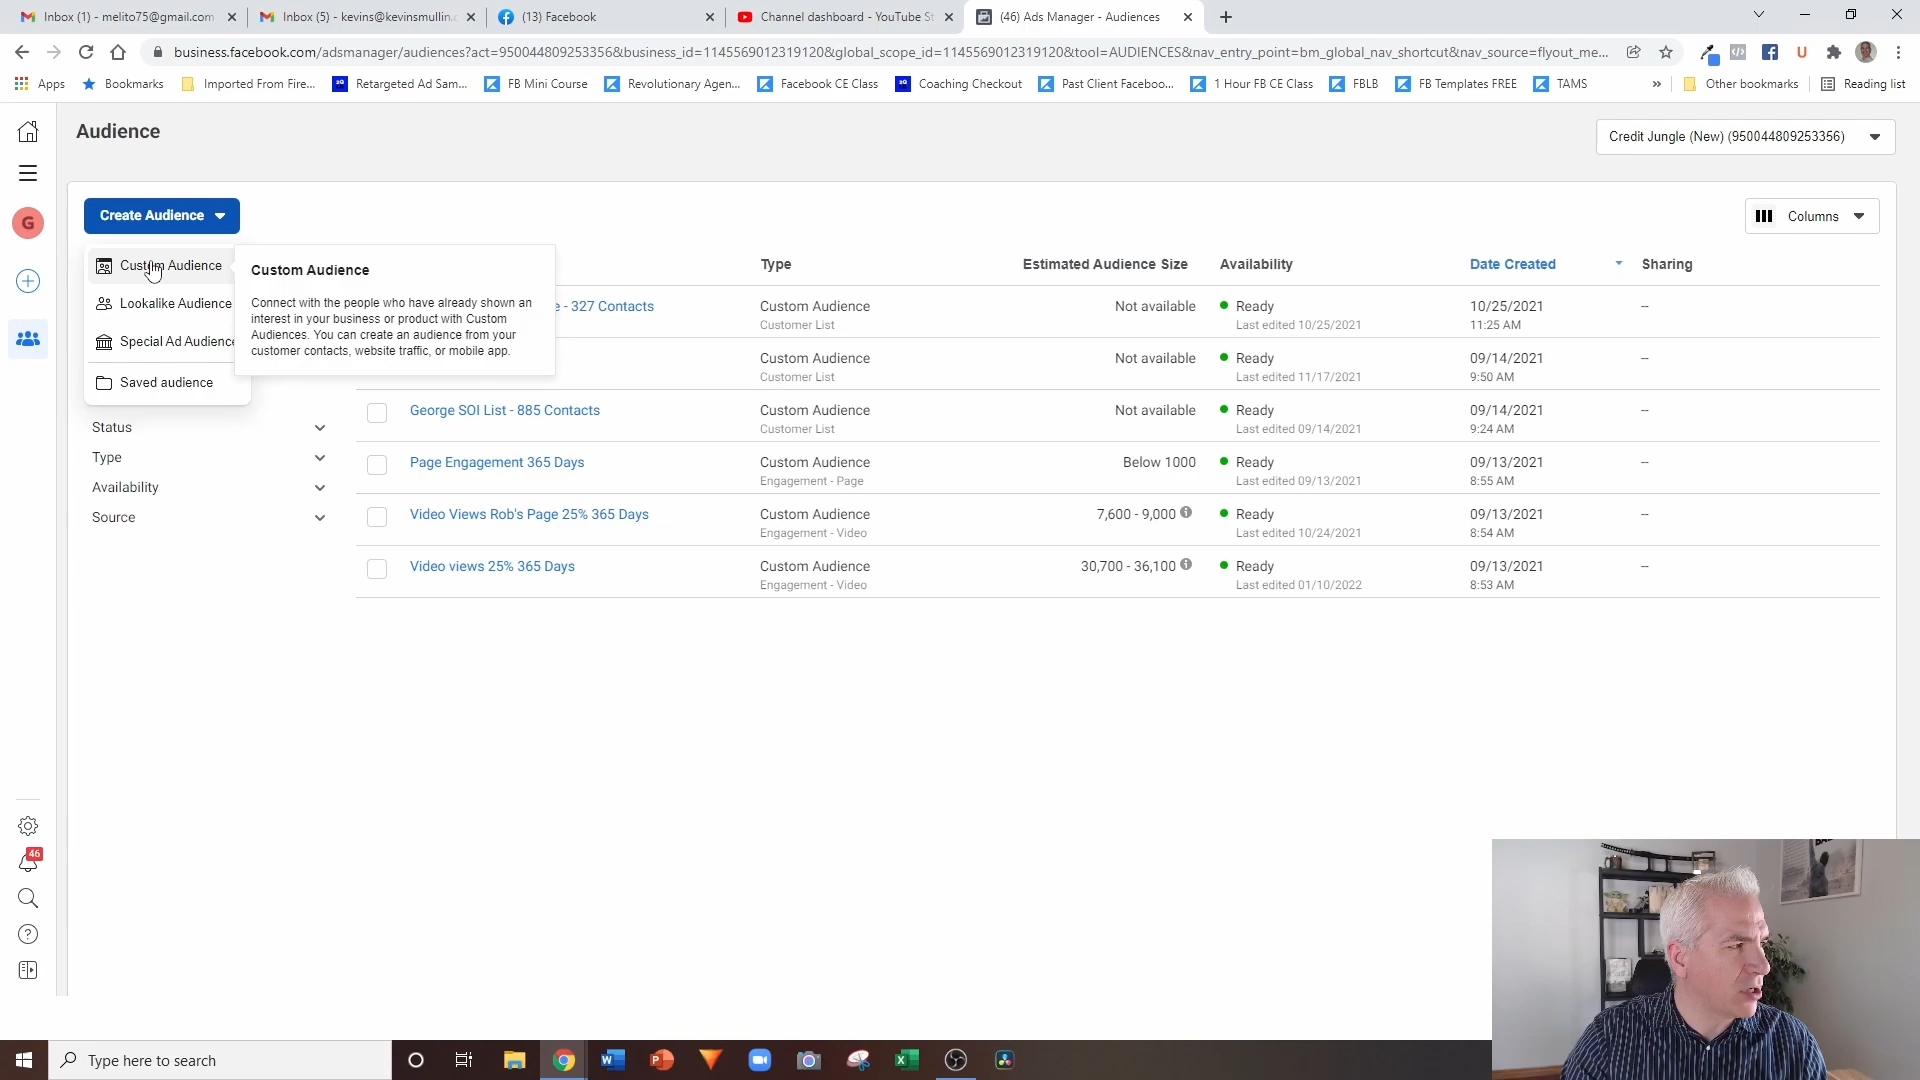 Inbox (1) - melito75@gmail.com
Inbox (5) - kevins@kevinsmullin.c
(13) Facebook
Channel dashboard - YouTube St
(46) Ads Manager - Audiences
business.facebook.com/adsmanager/audiences?act=950044809253356&business_id=1145569012319120&global_scope_id=1145569012319120&tool=AUDIENCES&nav_entry_point=bm_global_nav_shortcut&nav_source=flyout_me...
Apps
Bookmarks
Imported From Fire...
Retargeted Ad Sam...
FB Mini Course
Revolutionary Agen...
Facebook CE Class
Coaching Checkout
Past Client Faceboo...
1 Hour FB CE Class
FBLB
FB Templates FREE
TAMS
»
Other bookmarks
Reading list
Audience
Credit Jungle (New) (950044809253356)
G
Create Audience
Columns
Custom Audience
Lookalike Audience
Special Ad Audience
Saved audience
Custom Audience
Connect with the people who have already shown an
interest in your business or product with Custom
Audiences. You can create an audience from your
customer contacts, website traffic, or mobile app.
Status
Type
Availability
Source
Type Estimated Audience Size Availability Date Created Sharing
e - 327 Contacts Custom Audience Not available Ready 10/25/2021 --
Customer List Last edited 10/25/2021 11:25 AM
Custom Audience Not available Ready 09/14/2021 --
Customer List Last edited 11/17/2021 9:50 AM
George SOI List - 885 Contacts Custom Audience Not available Ready 09/14/2021 --
Customer List Last edited 09/14/2021 9:24 AM
Page Engagement 365 Days Custom Audience Below 1000 Ready 09/13/2021 --
Engagement - Page Last edited 09/13/2021 8:55 AM
Video Views Rob's Page 25% 365 Days Custom Audience 7,600 - 9,000 Ready 09/13/2021 --
Engagement - Video Last edited 10/24/2021 8:54 AM
Video views 25% 365 Days Custom Audience 30,700 - 36,100 Ready 09/13/2021 --
Engagement - Video Last edited 01/10/2022 8:53 AM
46
Type here to search